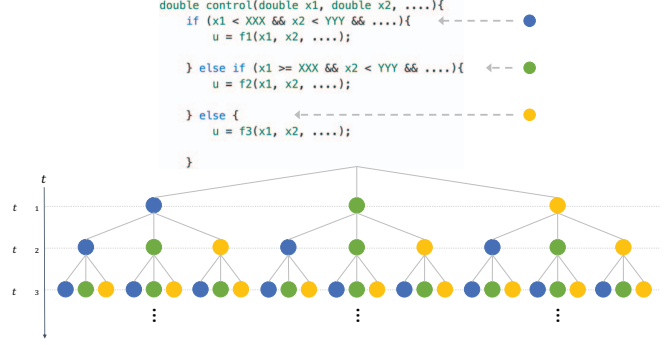 double control(double x1, double x2, ....){
if (x1 < XXX && x2 < YYY && ....){
u = f1(x1, x2, ....);
} else if (x1 >= XXX && x2 < YYY && ....){
u = f2(x1, x2, ....);
} else {
u = f3(x1, x2, ....);
}
t
t 1
t 2
t 3